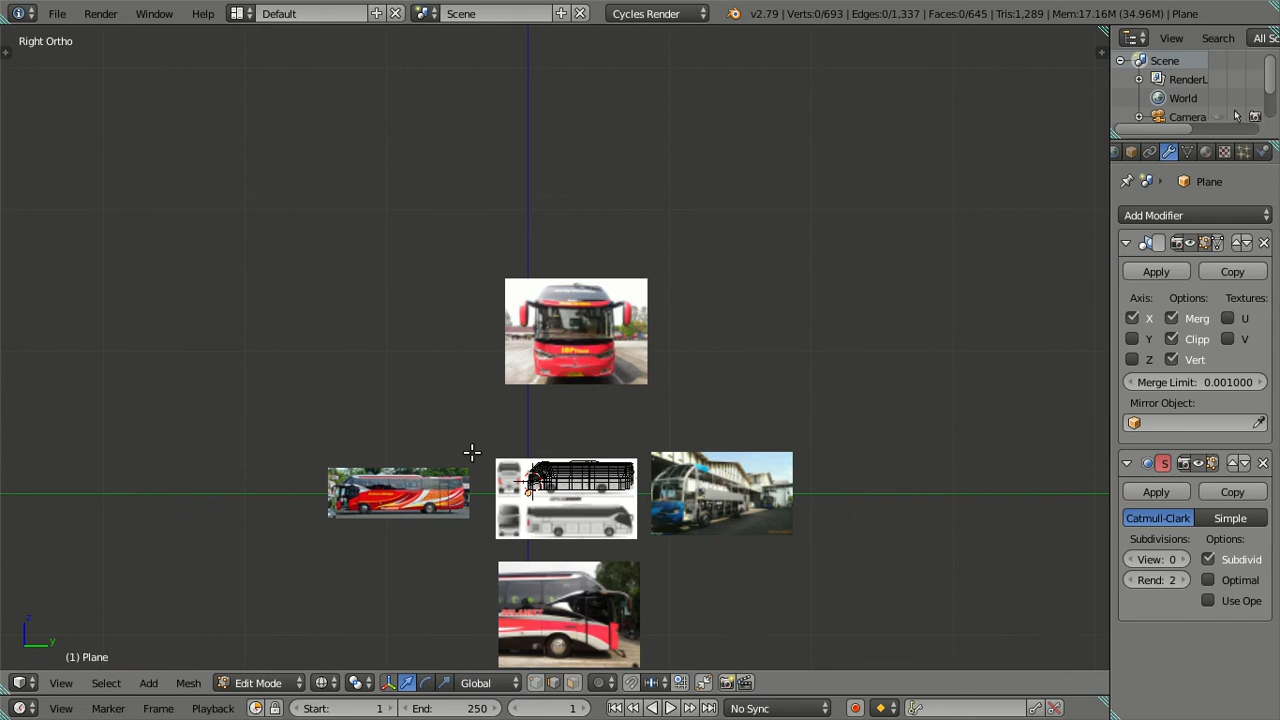 File Render Window Help Default Scene Cycles Render v2.79 | Verts:0/693 | Edges:0/1,337 | Faces:0/645 | Tris:1,289 | Mem:17.16M (34.96M) | Plane
Right Ortho
View Search All Sc
Scene
RenderL
World
Camera
Plane
Add Modifier
Apply Copy
Axis: Options: Textures:
X Merg U
Y Clipp V
Z Vert
Merge Limit: 0.001000
Mirror Object:
S
Apply Copy
Catmull-Clark Simple
Subdivisions: Options:
View: 0 Subdivid
Rend: 2 Optimal
Use Ope
z
y
(1) Plane
View Select Add Mesh Edit Mode Global
View Marker Frame Playback Start: 1 End: 250 1 No Sync